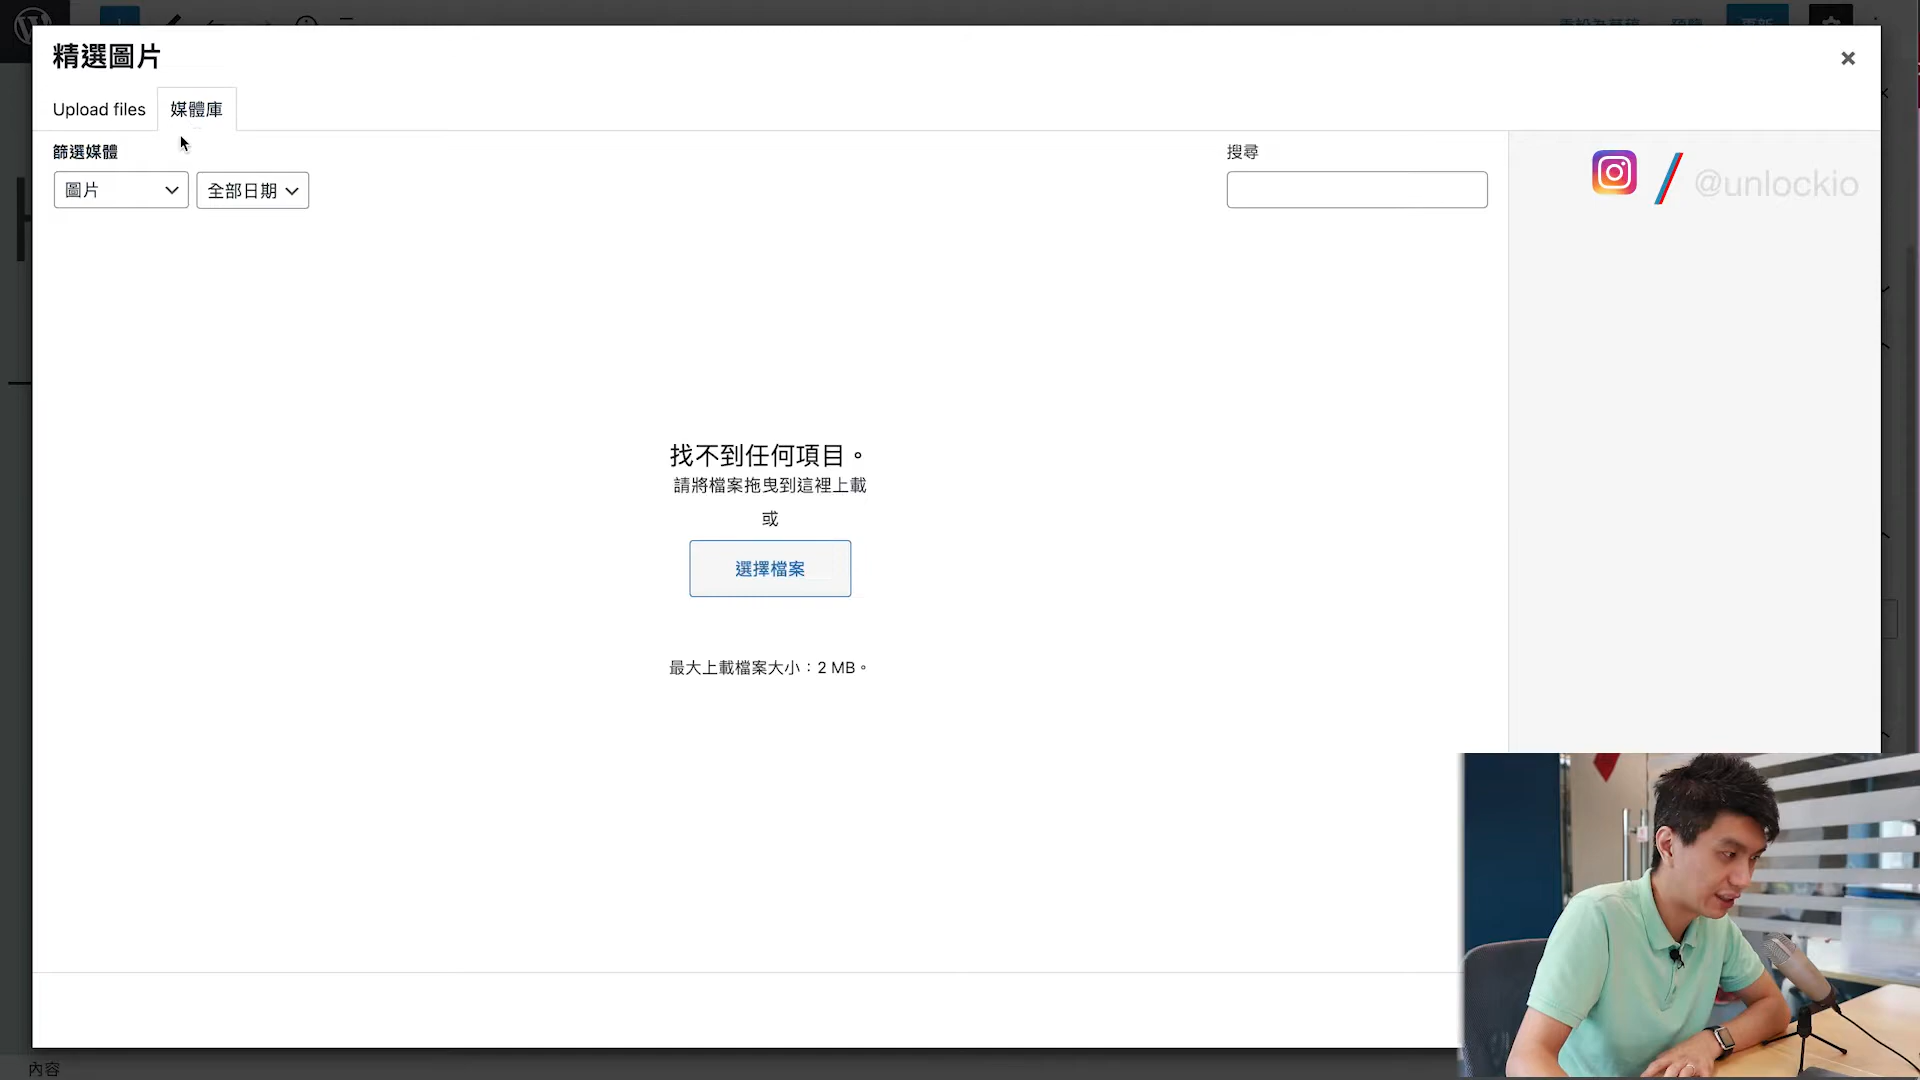 精選圖片
Upload files
媒體庫
篩選媒體
圖片
全部日期
搜尋
@unlockio
找不到任何項目。
請將檔案拖曳到這裡上載
或
選擇檔案
最大上載檔案大小：2 MB。
內容